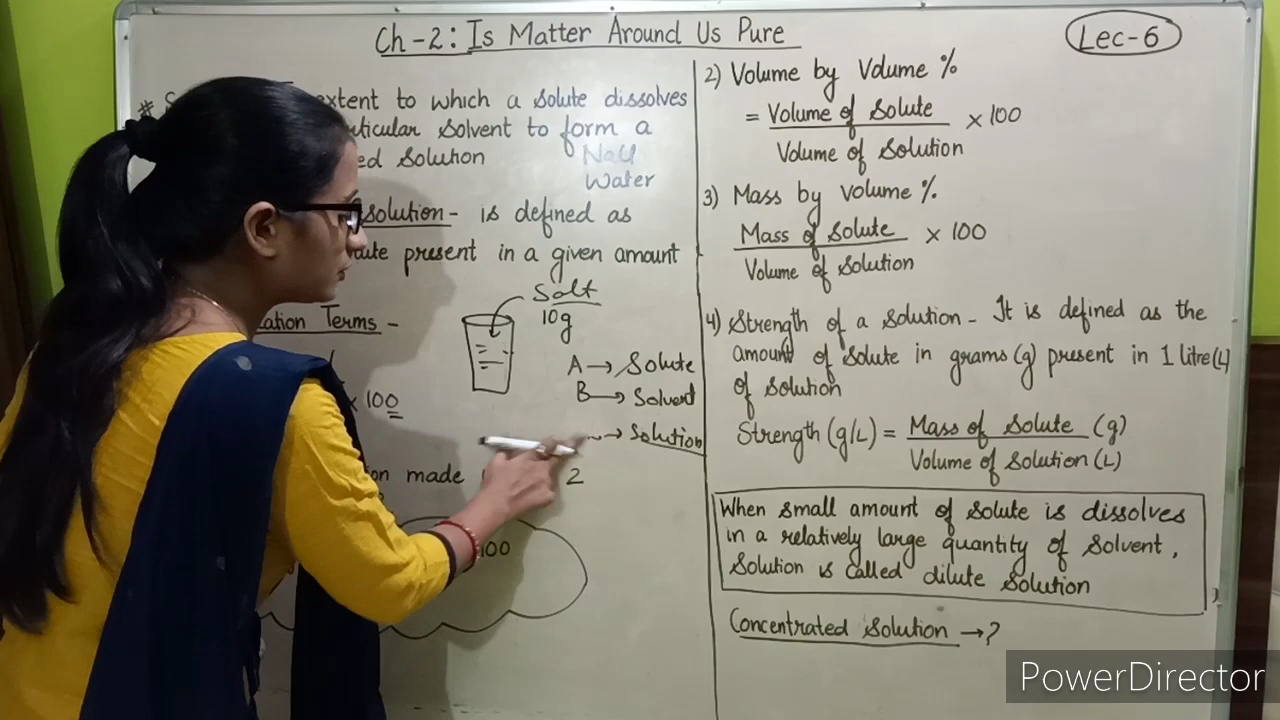 Ch-2: Is Matter Around Us Pure
Lec-6
# extent to which a solute dissolves
solvent to form a
solution
NaCl
Water
solution - is defined as
present in a given amount
Salt
10g
Terms -
A → Solute
B → Solvent
→ Solution
× 100
made
2
100
2) Volume by Volume %
= Volume of Solute × 100
Volume of Solution
3) Mass by Volume %
Mass of Solute × 100
Volume of Solution
4) Strength of a Solution - It is defined as the
amount of Solute in grams (g) present in 1 litre (L)
of Solution
Strength (g/L) = Mass of Solute (g)
Volume of Solution (L)
When small amount of Solute is dissolves
in a relatively large quantity of Solvent,
Solution is called dilute Solution
Concentrated Solution → ?
PowerDirector